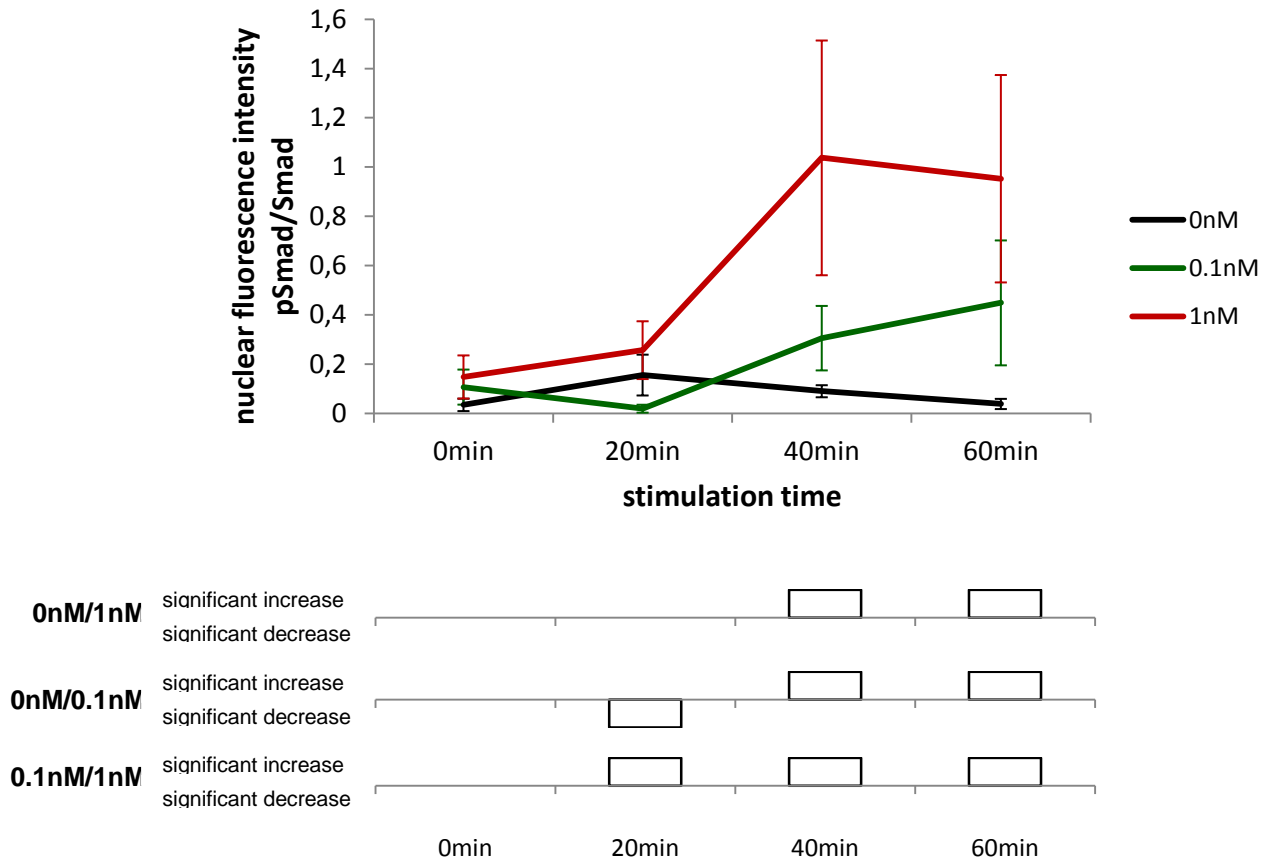 nuclear fluorescence intensity
pSmad/Smad
1,6
1,4
1,2
1
0,8
0,6
0,4
0,2
0
0min 20min 40min 60min
stimulation time
0nM
0.1nM
1nM
0nM/1nM
significant increase
significant decrease
0nM/0.1nM
significant increase
significant decrease
0.1nM/1nM
significant increase
significant decrease
0min 20min 40min 60min